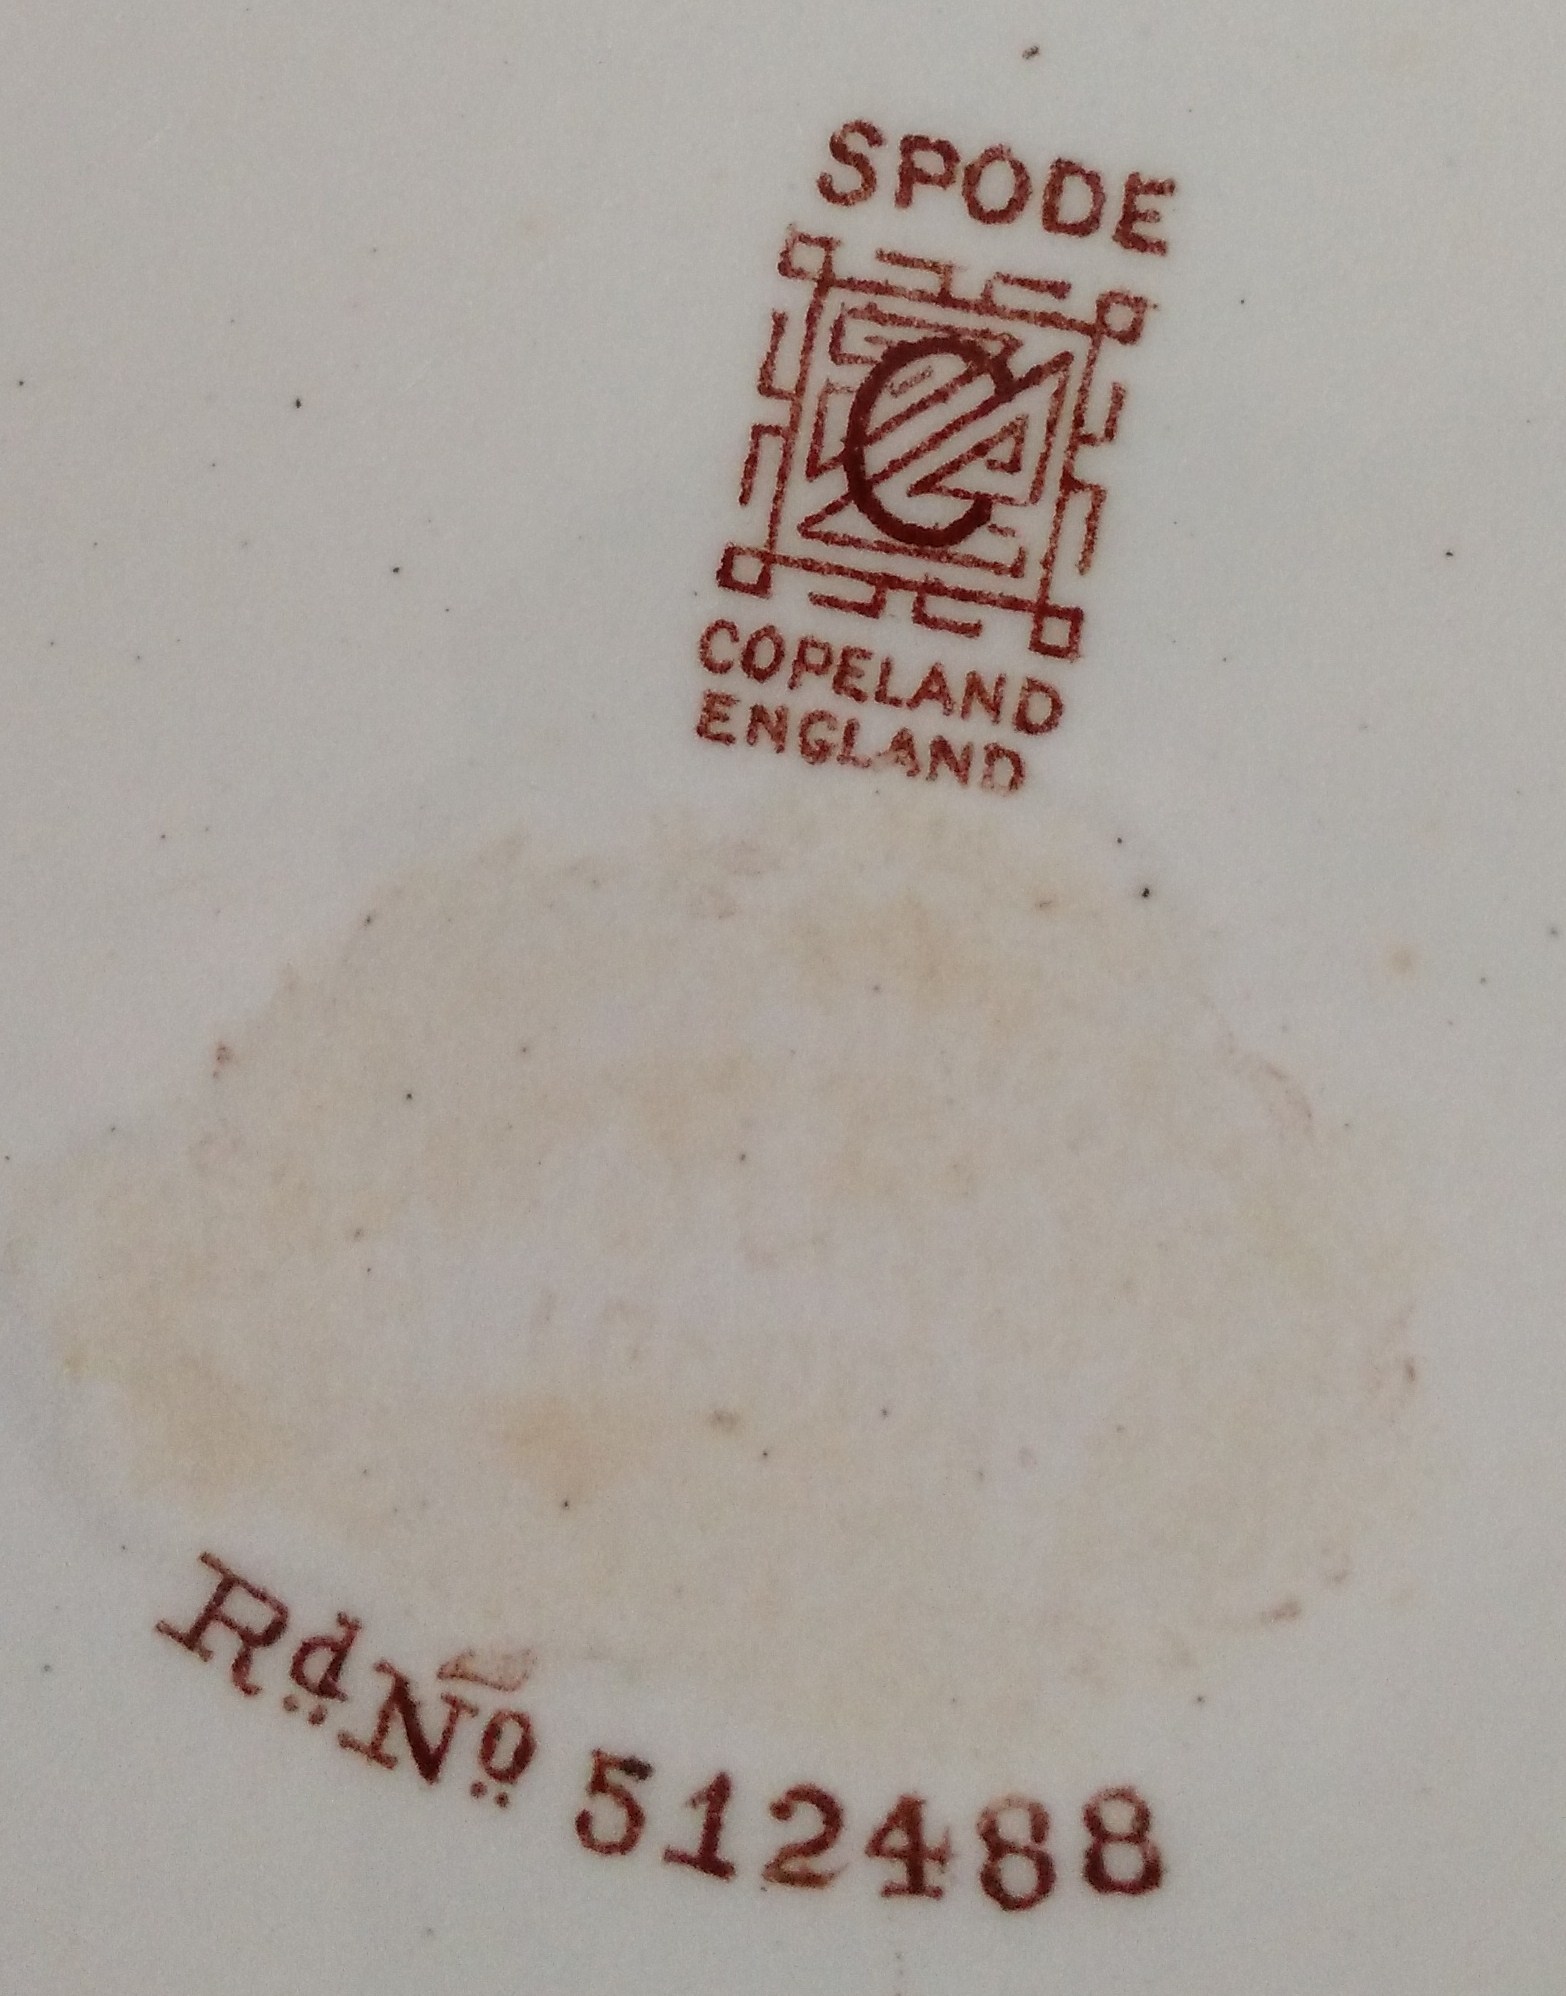 SPODE
C
COPELAND
ENGLAND
Rd No 512488